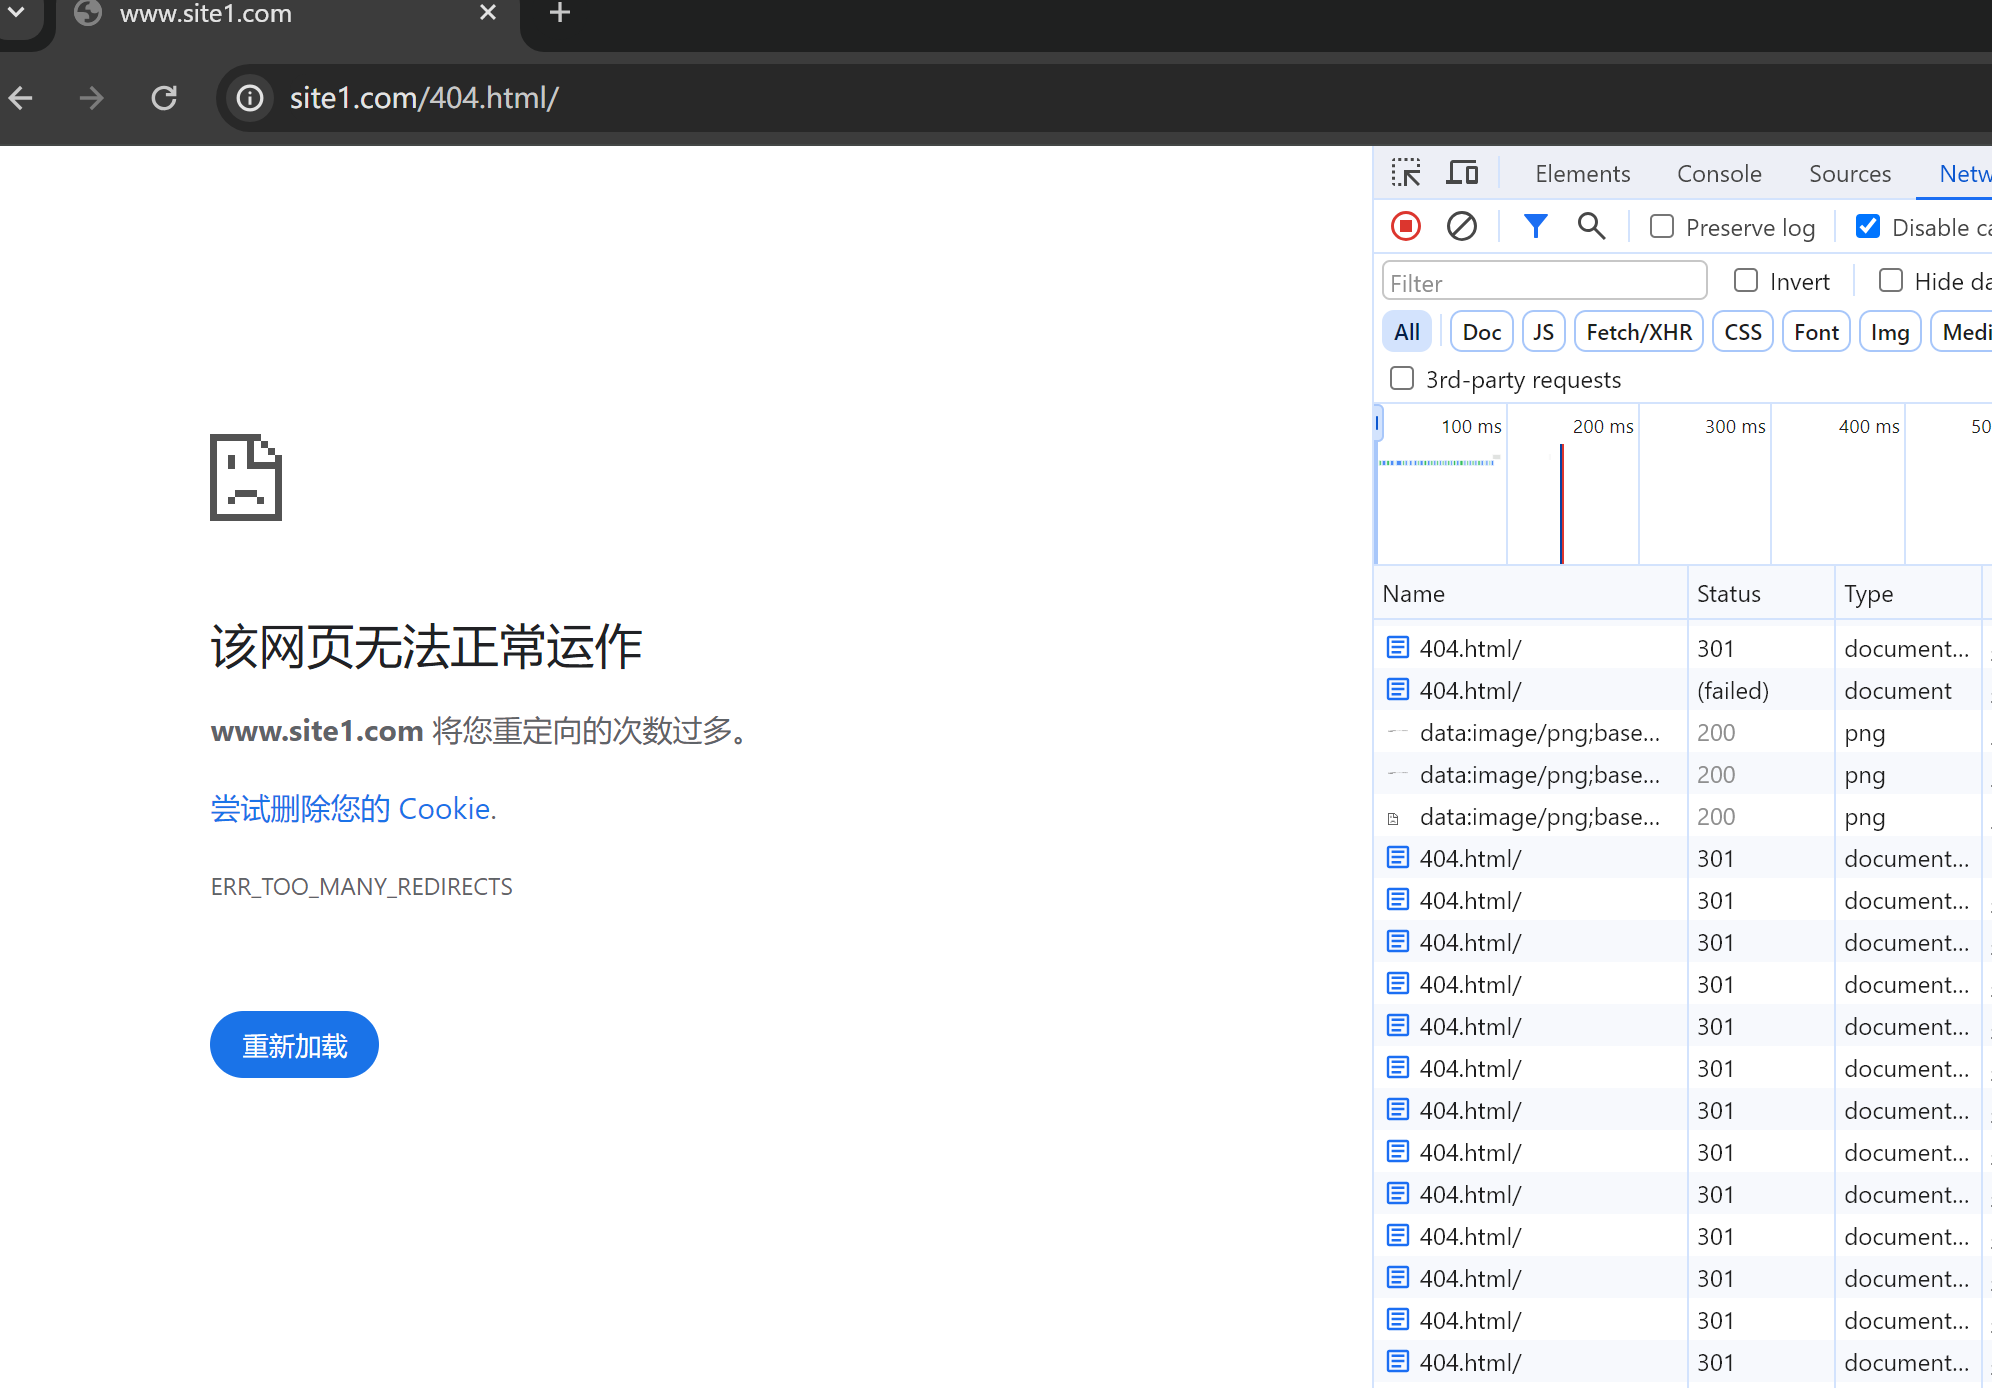 www.site1.com
site1.com/404.html/
该网页无法正常运作
www.site1.com 将您重定向的次数过多。
尝试删除您的 Cookie.
ERR_TOO_MANY_REDIRECTS
重新加载
Elements Console Sources Netw
Preserve log Disable ca
Filter Invert Hide da
All Doc JS Fetch/XHR CSS Font Img Medi
3rd-party requests
100 ms 200 ms 300 ms 400 ms 50
Name Status Type
404.html/ 301 document...
404.html/ (failed) document
data:image/png;base... 200 png
data:image/png;base... 200 png
data:image/png;base... 200 png
404.html/ 301 document...
404.html/ 301 document...
404.html/ 301 document...
404.html/ 301 document...
404.html/ 301 document...
404.html/ 301 document...
404.html/ 301 document...
404.html/ 301 document...
404.html/ 301 document...
404.html/ 301 document...
404.html/ 301 document...
404.html/ 301 document...
404.html/ 301 document...